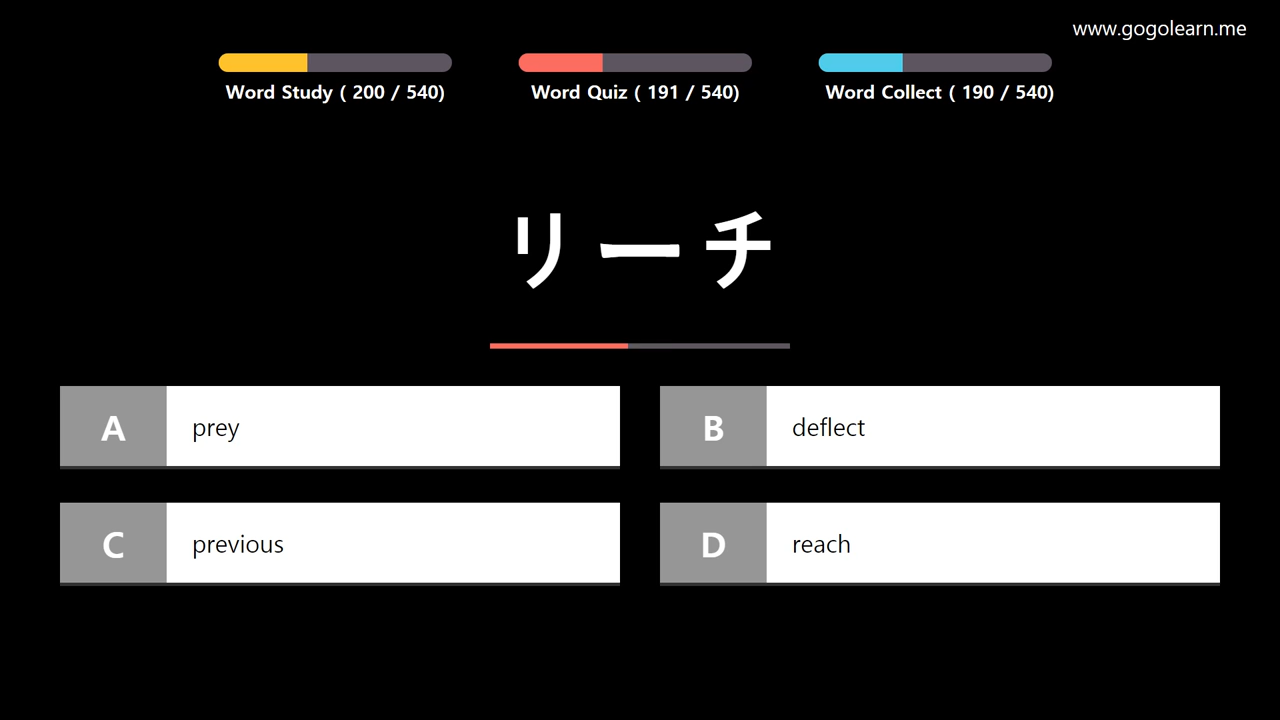 www.gogolearn.me
Word Study ( 200 / 540)
Word Quiz ( 191 / 540)
Word Collect ( 190 / 540)
リーチ
A prey
B deflect
C previous
D reach